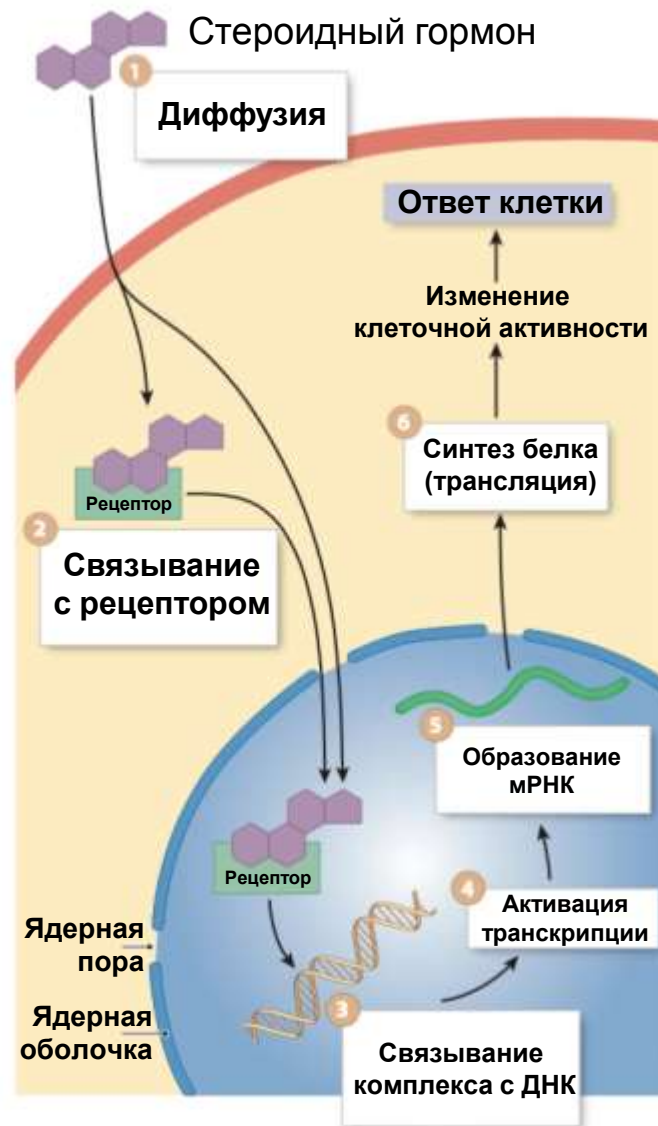 Стероидный гормон
1
Диффузия
Ответ клетки
Изменение
клеточной активности
6
Синтез белка
(трансляция)
Рецептор
2
Связывание
с рецептором
5
Образование
мРНК
Рецептор
4
Активация
транскрипции
Ядерная
пора
Ядерная
оболочка
3
Связывание
комплекса с ДНК